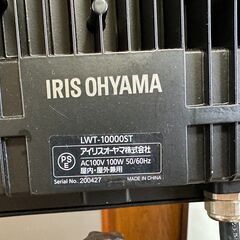 IRIS OHYAMA
LWT-10000ST
アイリスオーヤマ株式会社
AC100V 100W 50/60Hz
屋内・屋外兼用
PS
E
Serial No. 200427
MADE IN CHINA